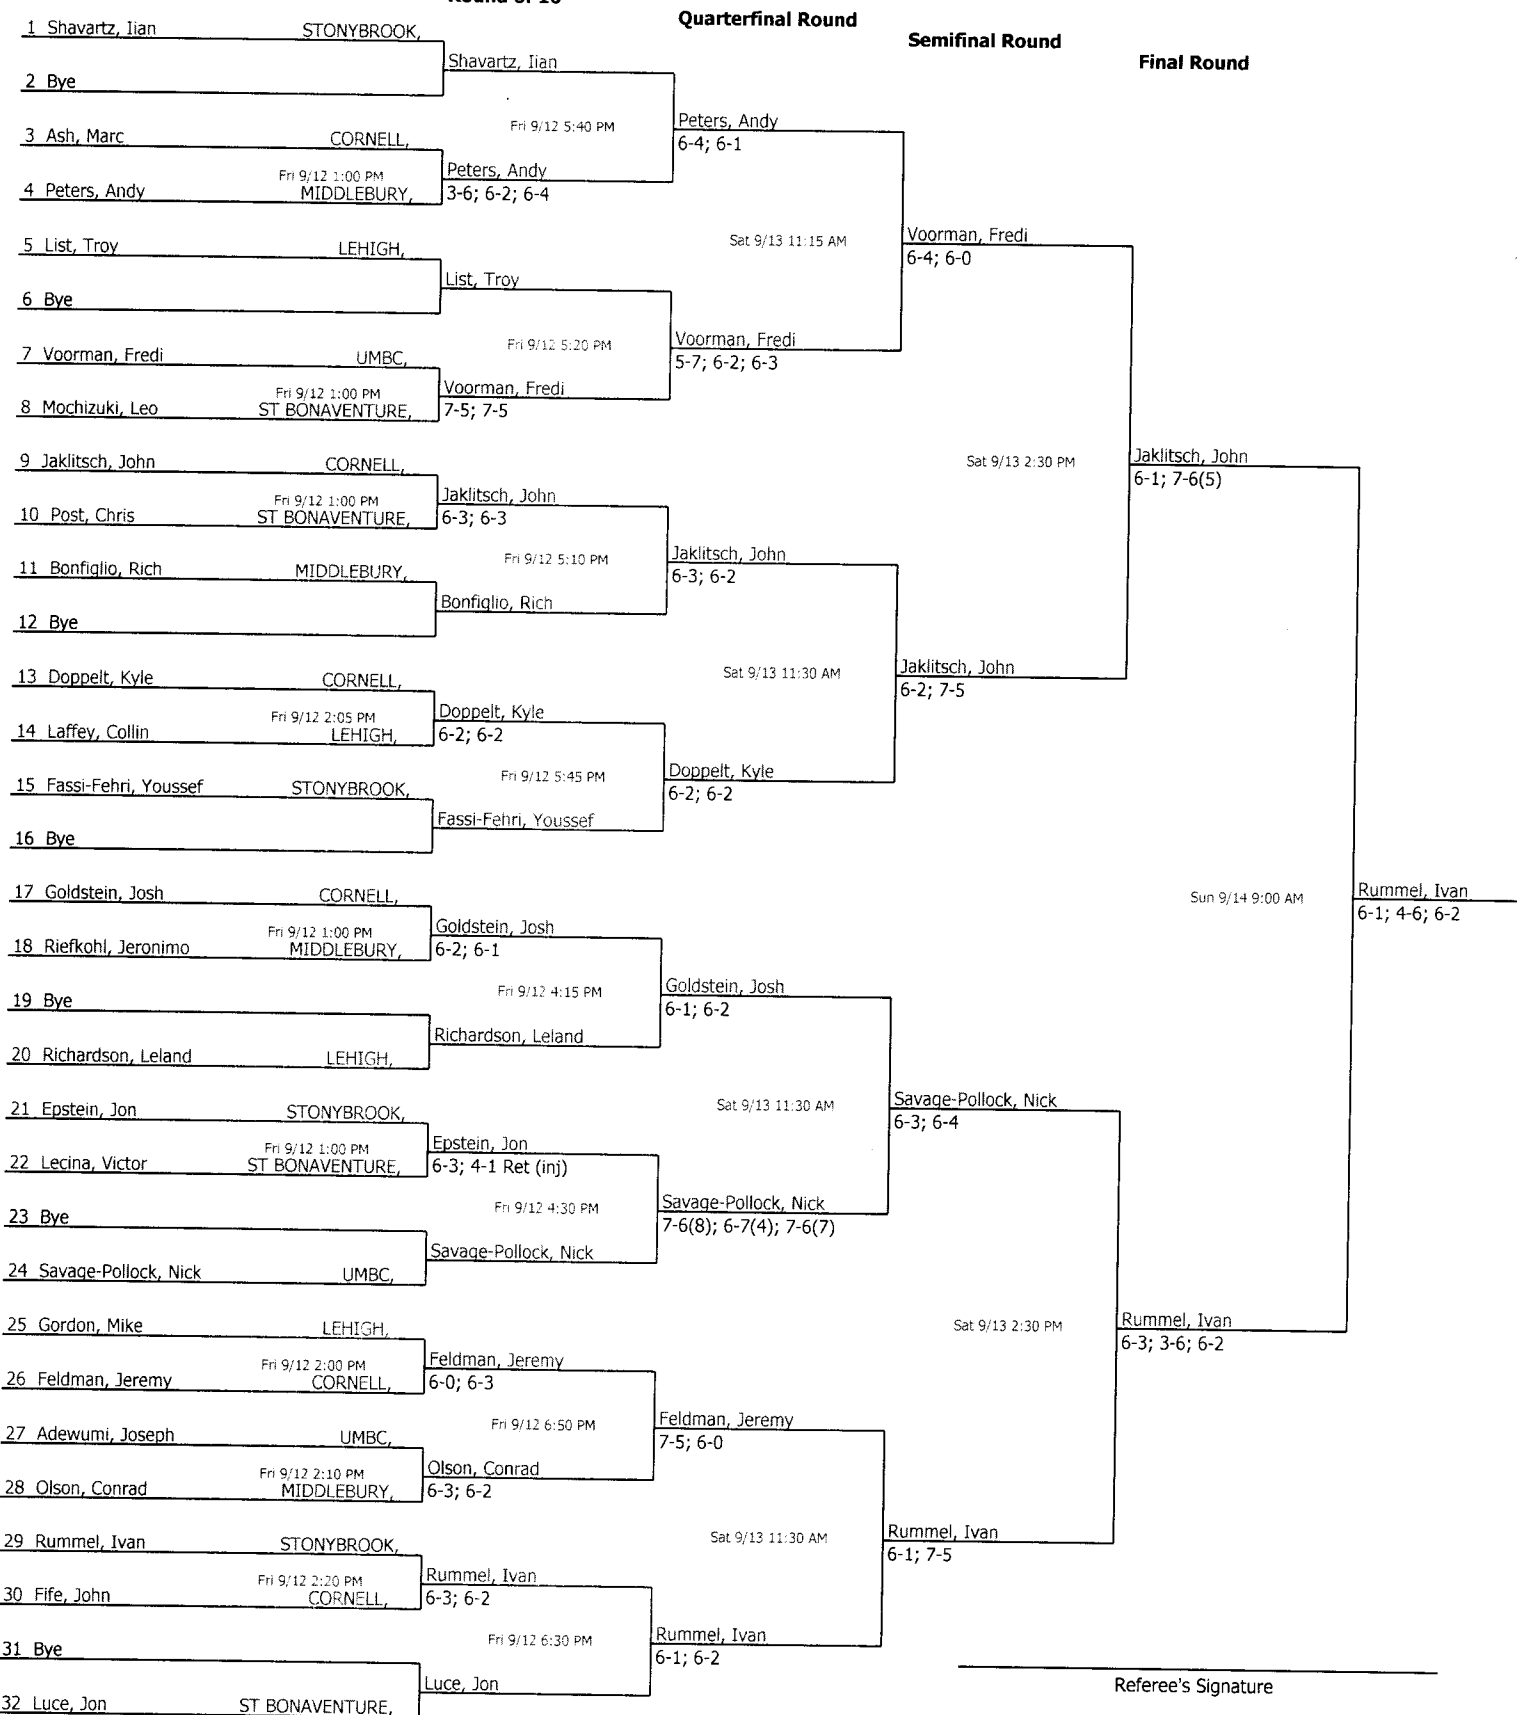 Quarterfinal Round
Semifinal Round
Final Round
1 Shavartz, Iian STONYBROOK,
Shavartz, Iian
2 Bye
Fri 9/12 5:40 PM
Peters, Andy
6-4; 6-1
3 Ash, Marc CORNELL,
Fri 9/12 1:00 PM
Peters, Andy
3-6; 6-2; 6-4
4 Peters, Andy MIDDLEBURY,
Sat 9/13 11:15 AM
Voorman, Fredi
6-4; 6-0
5 List, Troy LEHIGH,
List, Troy
6 Bye
Fri 9/12 5:20 PM
Voorman, Fredi
5-7; 6-2; 6-3
7 Voorman, Fredi UMBC,
Fri 9/12 1:00 PM
Voorman, Fredi
7-5; 7-5
8 Mochizuki, Leo ST BONAVENTURE,
Sat 9/13 2:30 PM
Jaklitsch, John
6-1; 7-6(5)
9 Jaklitsch, John CORNELL,
Fri 9/12 1:00 PM
Jaklitsch, John
6-3; 6-3
10 Post, Chris ST BONAVENTURE,
Fri 9/12 5:10 PM
Jaklitsch, John
6-3; 6-2
11 Bonfiglio, Rich MIDDLEBURY,
Bonfiglio, Rich
12 Bye
Sat 9/13 11:30 AM
Jaklitsch, John
6-2; 7-5
13 Doppelt, Kyle CORNELL,
Fri 9/12 2:05 PM
Doppelt, Kyle
6-2; 6-2
14 Laffey, Collin LEHIGH,
Fri 9/12 5:45 PM
Doppelt, Kyle
6-2; 6-2
15 Fassi-Fehri, Youssef STONYBROOK,
Fassi-Fehri, Youssef
16 Bye
Sun 9/14 9:00 AM
Rummel, Ivan
6-1; 4-6; 6-2
17 Goldstein, Josh CORNELL,
Fri 9/12 1:00 PM
Goldstein, Josh
6-2; 6-1
18 Riefkohl, Jeronimo MIDDLEBURY,
Fri 9/12 4:15 PM
Goldstein, Josh
6-1; 6-2
19 Bye
Richardson, Leland
20 Richardson, Leland LEHIGH,
Sat 9/13 11:30 AM
Savage-Pollock, Nick
6-3; 6-4
21 Epstein, Jon STONYBROOK,
Fri 9/12 1:00 PM
Epstein, Jon
6-3; 4-1 Ret (inj)
22 Lecina, Victor ST BONAVENTURE,
Fri 9/12 4:30 PM
Savage-Pollock, Nick
7-6(8); 6-7(4); 7-6(7)
23 Bye
Savage-Pollock, Nick
24 Savage-Pollock, Nick UMBC,
Sat 9/13 2:30 PM
Rummel, Ivan
6-3; 3-6; 6-2
25 Gordon, Mike LEHIGH,
Fri 9/12 2:00 PM
Feldman, Jeremy
6-0; 6-3
26 Feldman, Jeremy CORNELL,
Fri 9/12 6:50 PM
Feldman, Jeremy
7-5; 6-0
27 Adewumi, Joseph UMBC,
Fri 9/12 2:10 PM
Olson, Conrad
6-3; 6-2
28 Olson, Conrad MIDDLEBURY,
Sat 9/13 11:30 AM
Rummel, Ivan
6-1; 7-5
29 Rummel, Ivan STONYBROOK,
Fri 9/12 2:20 PM
Rummel, Ivan
6-3; 6-2
30 Fife, John CORNELL,
Fri 9/12 6:30 PM
Rummel, Ivan
6-1; 6-2
31 Bye
Luce, Jon
32 Luce, Jon ST BONAVENTURE,
Referee's Signature